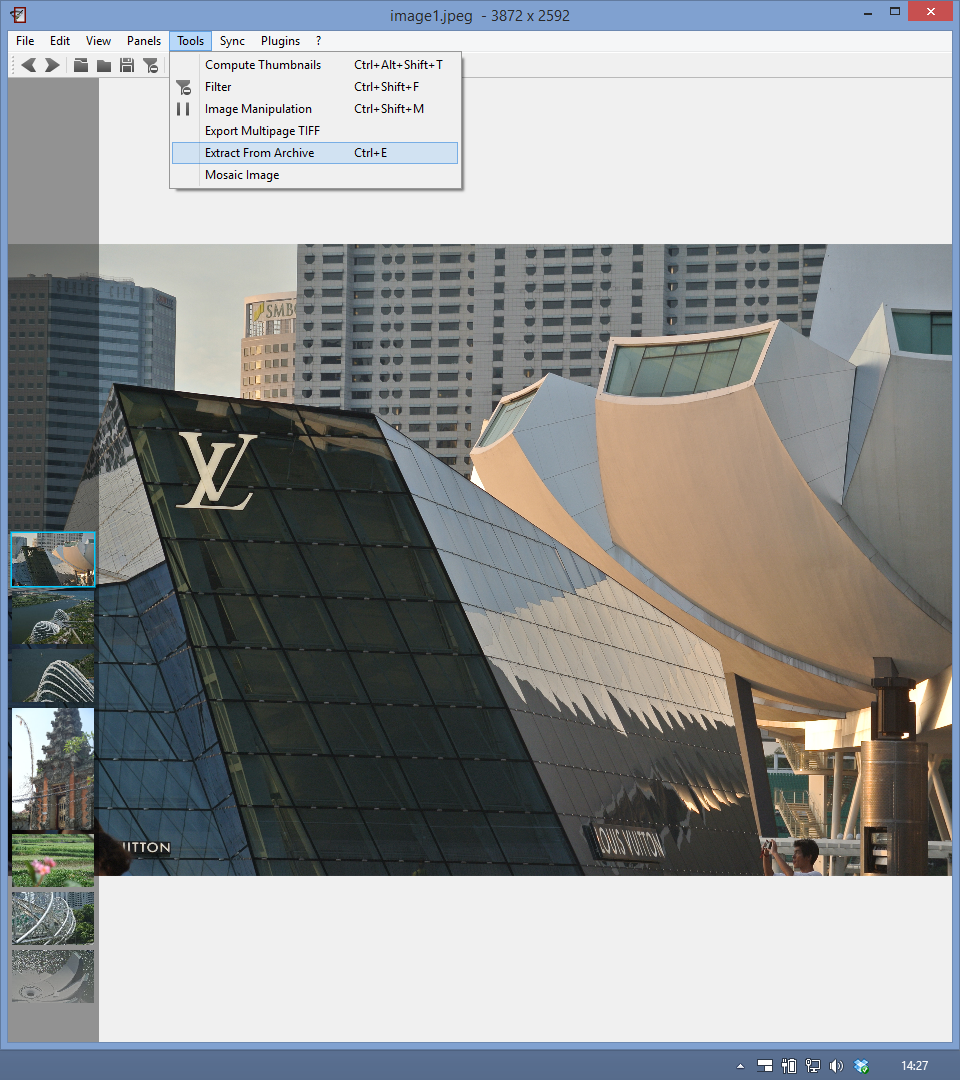 image1.jpeg - 3872 x 2592
File Edit View Panels Tools Sync Plugins ?
Compute Thumbnails Ctrl+Alt+Shift+T
Filter Ctrl+Shift+F
Image Manipulation Ctrl+Shift+M
Export Multipage TIFF
Extract From Archive Ctrl+E
Mosaic Image
SMBC
LV
UITTON
LOUIS VUITTON
14:27